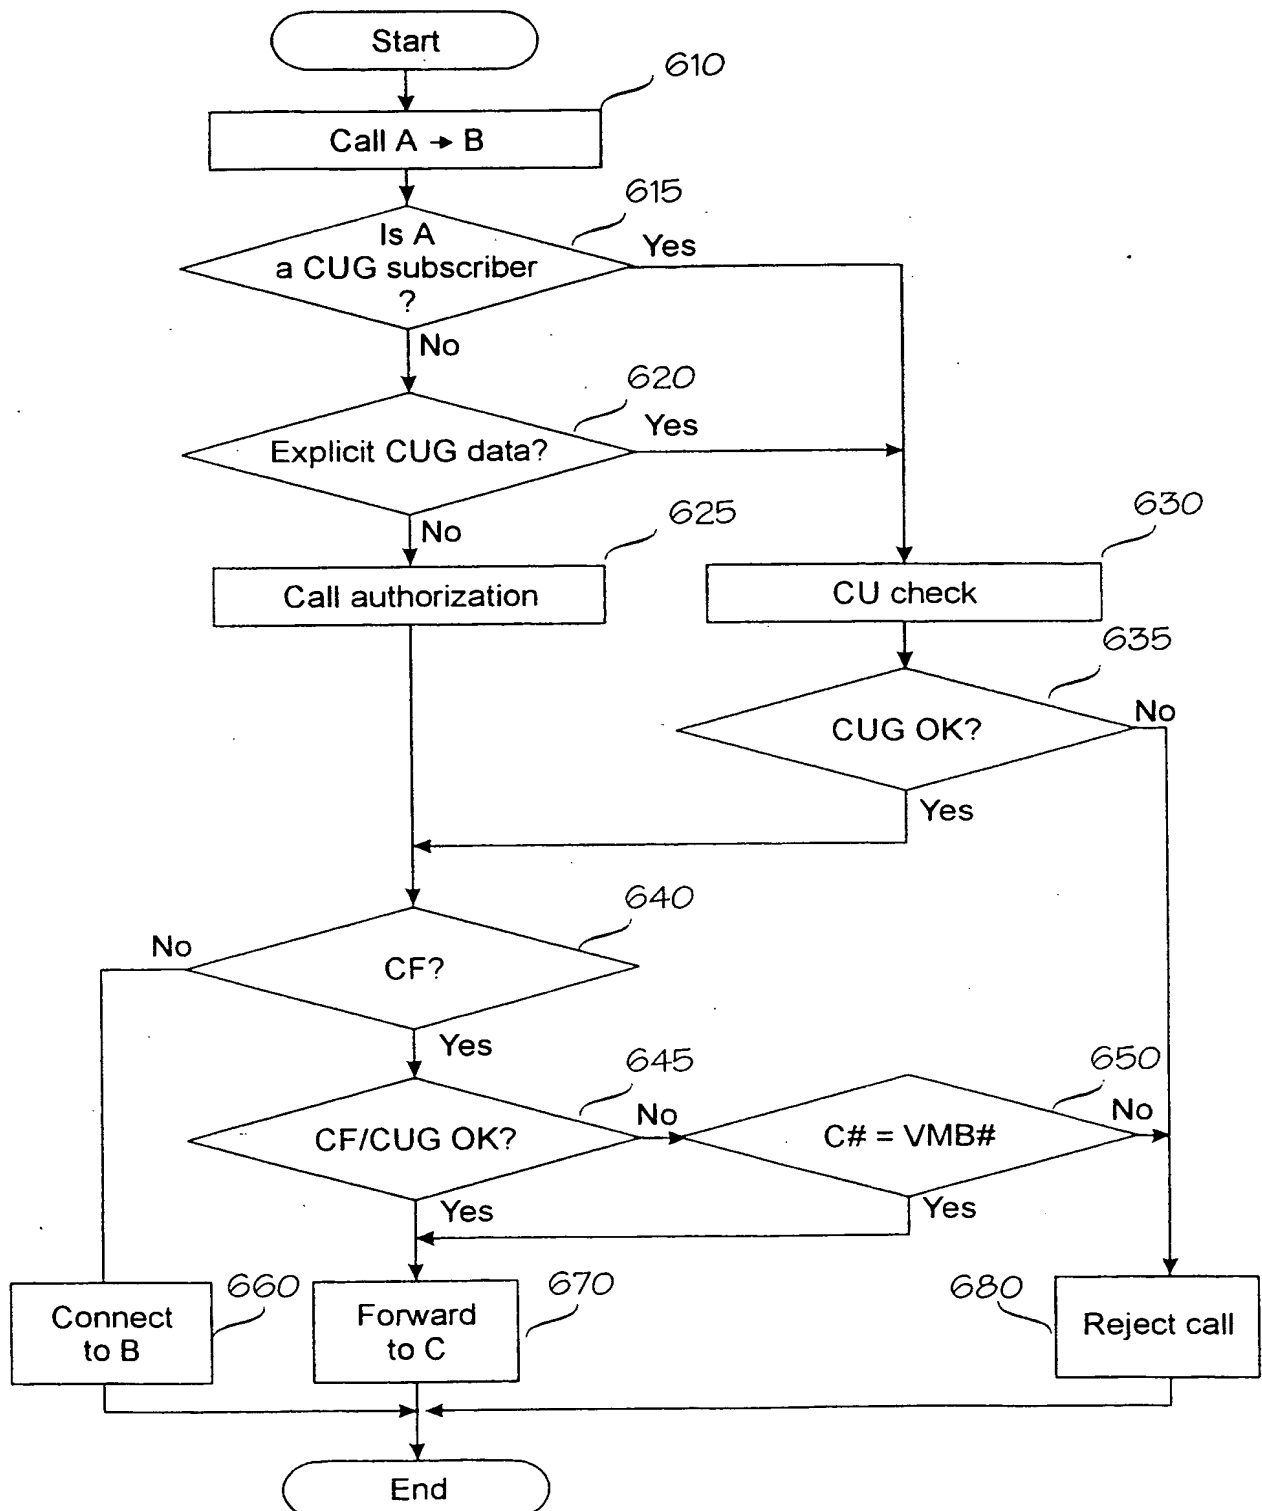 Start
610
Call A → B
615
Is A
a CUG subscriber
?
Yes
No
620
Explicit CUG data?
Yes
No
625
Call authorization
630
CU check
635
CUG OK?
No
Yes
640
No
CF?
Yes
645
CF/CUG OK?
No
650
C# = VMB#
No
Yes
Yes
660
Connect
to B
670
Forward
to C
680
Reject call
End